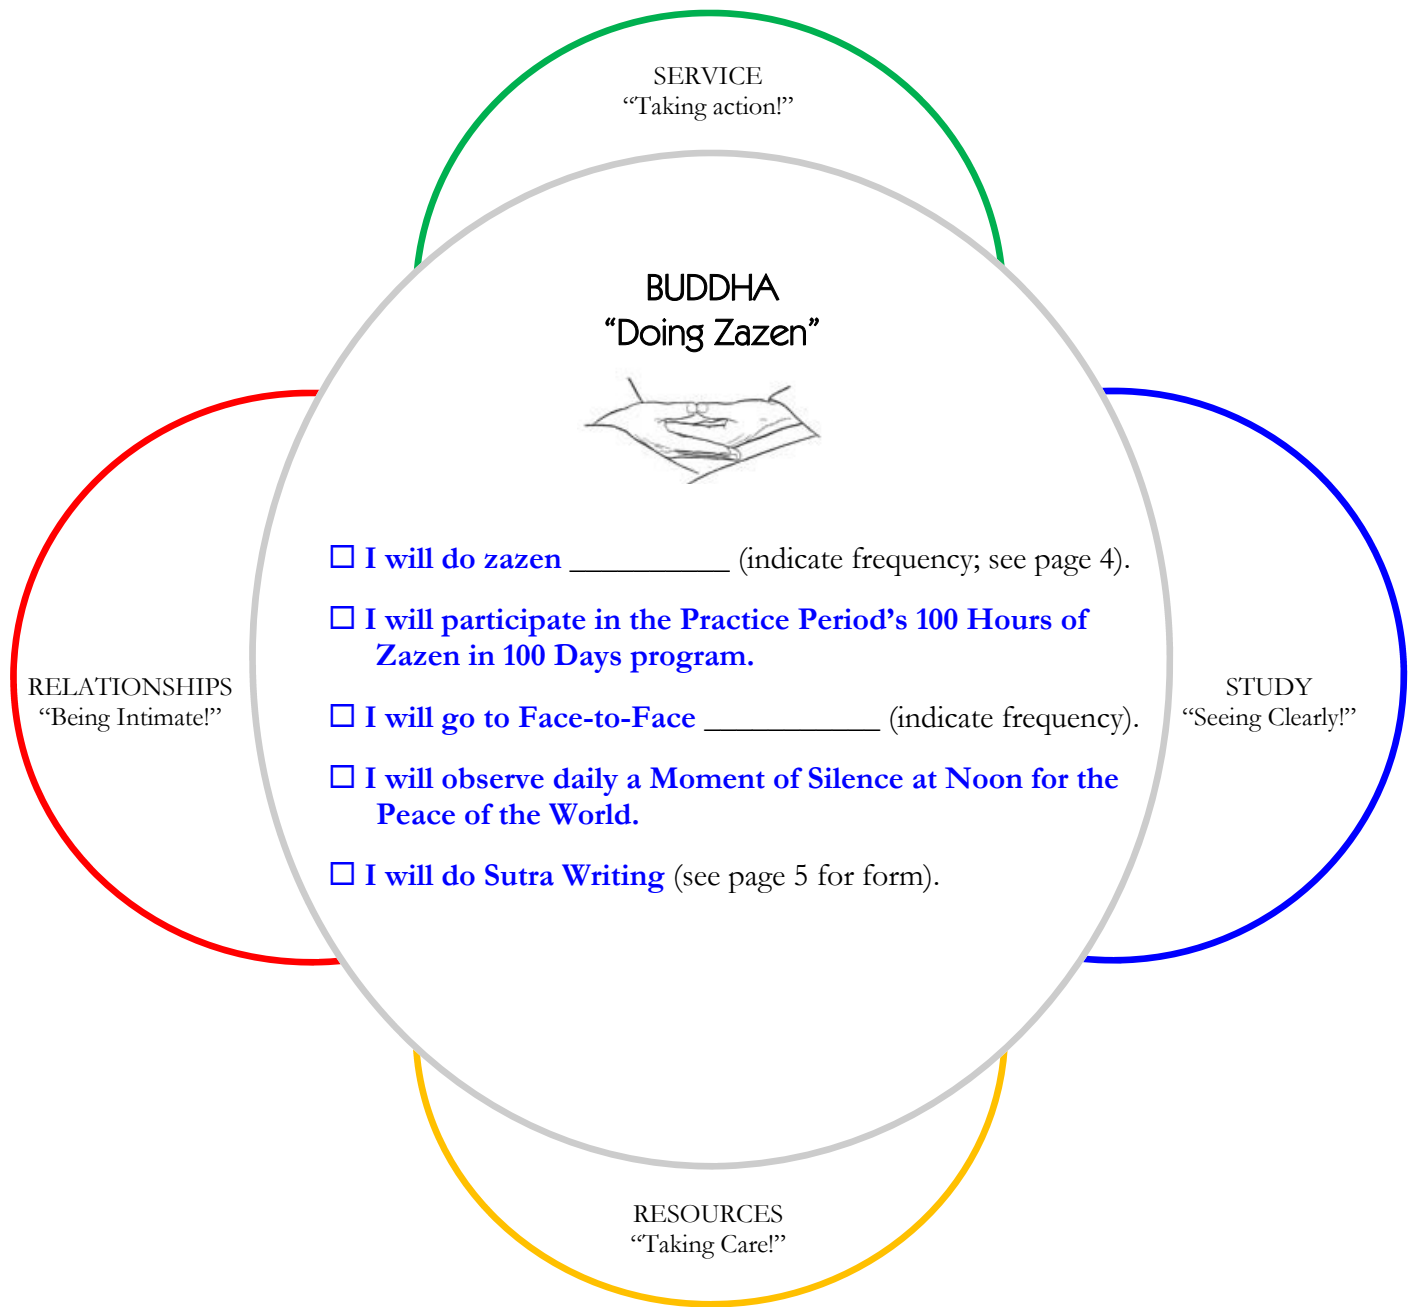 SERVICE
“Taking action!”
BUDDHA
“Doing Zazen”
☐ I will do zazen __________ (indicate frequency; see page 4).
☐ I will participate in the Practice Period’s 100 Hours of
Zazen in 100 Days program.
☐ I will go to Face-to-Face ___________ (indicate frequency).
☐ I will observe daily a Moment of Silence at Noon for the
Peace of the World.
☐ I will do Sutra Writing (see page 5 for form).
RELATIONSHIPS
“Being Intimate!”
STUDY
“Seeing Clearly!”
RESOURCES
“Taking Care!”